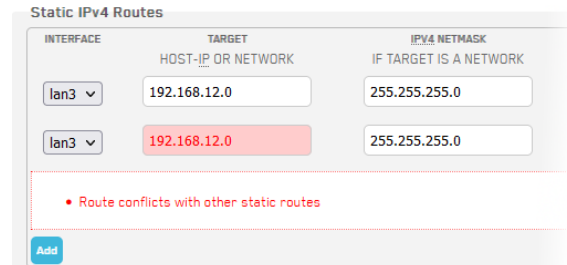 Static IPv4 Routes
INTERFACE TARGET IPV4 NETMASK
HOST-IP OR NETWORK IF TARGET IS A NETWORK
lan3 192.168.12.0 255.255.255.0
lan3 192.168.12.0 255.255.255.0
Route conflicts with other static routes
Add